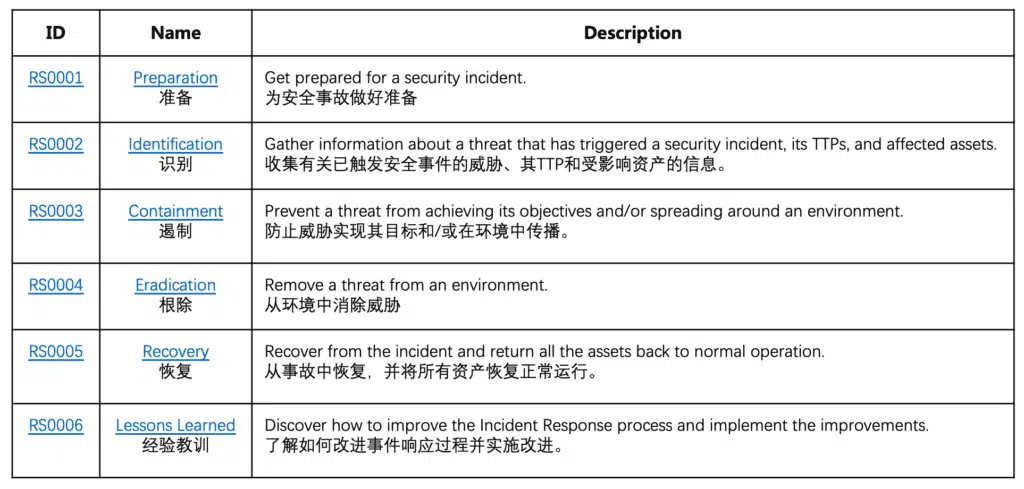 ID Name Description
RS0001 Preparation Get prepared for a security incident.
准备 为安全事故做好准备
RS0002 Identification Gather information about a threat that has triggered a security incident, its TTPs, and affected assets.
识别 收集有关已触发安全事件的威胁、其TTP和受影响资产的信息。
RS0003 Containment Prevent a threat from achieving its objectives and/or spreading around an environment.
遏制 防止威胁实现其目标和/或在环境中传播。
RS0004 Eradication Remove a threat from an environment.
根除 从环境中消除威胁
RS0005 Recovery Recover from the incident and return all the assets back to normal operation.
恢复 从事故中恢复，并将所有资产恢复正常运行。
RS0006 Lessons Learned Discover how to improve the Incident Response process and implement the improvements.
经验教训 了解如何改进事件响应过程并实施改进。